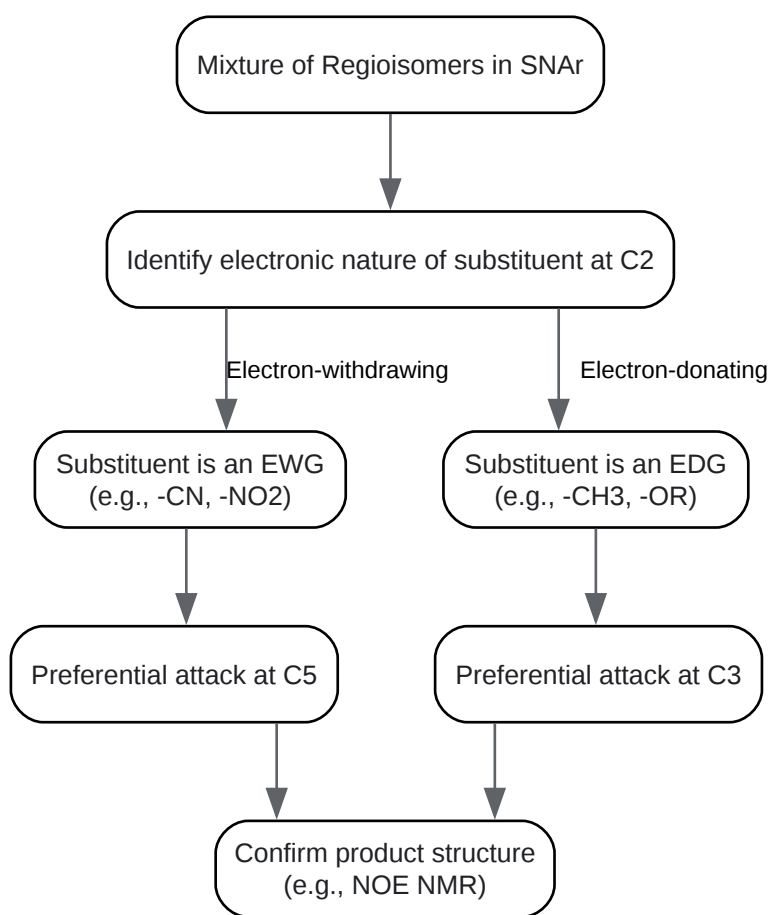 Mixture of Regioisomers in SNAr
Identify electronic nature of substituent at C2
Electron-withdrawing
Electron-donating
Substituent is an EWG
(e.g., -CN, -NO2)
Substituent is an EDG
(e.g., -CH3, -OR)
Preferential attack at C5
Preferential attack at C3
Confirm product structure
(e.g., NOE NMR)